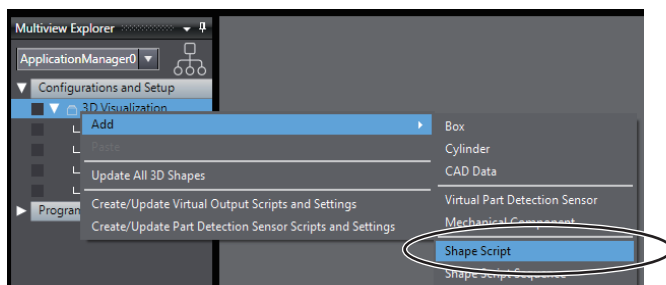 Multiview Explorer
ApplicationManager0
Configurations and Setup
3D Visualization
Add
Paste
Update All 3D Shapes
Create/Update Virtual Output Scripts and Settings
Create/Update Part Detection Sensor Scripts and Settings
Program
Box
Cylinder
CAD Data
Virtual Part Detection Sensor
Mechanical Component
Shape Script
Shape Script Sequence